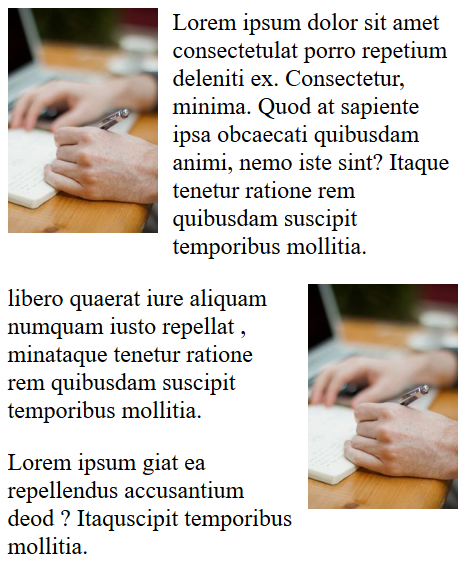 Lorem ipsum dolor sit amet
consectetulat porro repetium
deleniti ex. Consectetur,
minima. Quod at sapiente
ipsa obcaecati quibusdam
animi, nemo iste sint? Itaque
tenetur ratione rem
quibusdam suscipit
temporibus mollitia.
libero quaerat iure aliquam
numquam iusto repellat ,
minataque tenetur ratione
rem quibusdam suscipit
temporibus mollitia.
Lorem ipsum giat ea
repellendus accusantium
deod ? Itaquscipit temporibus
mollitia.